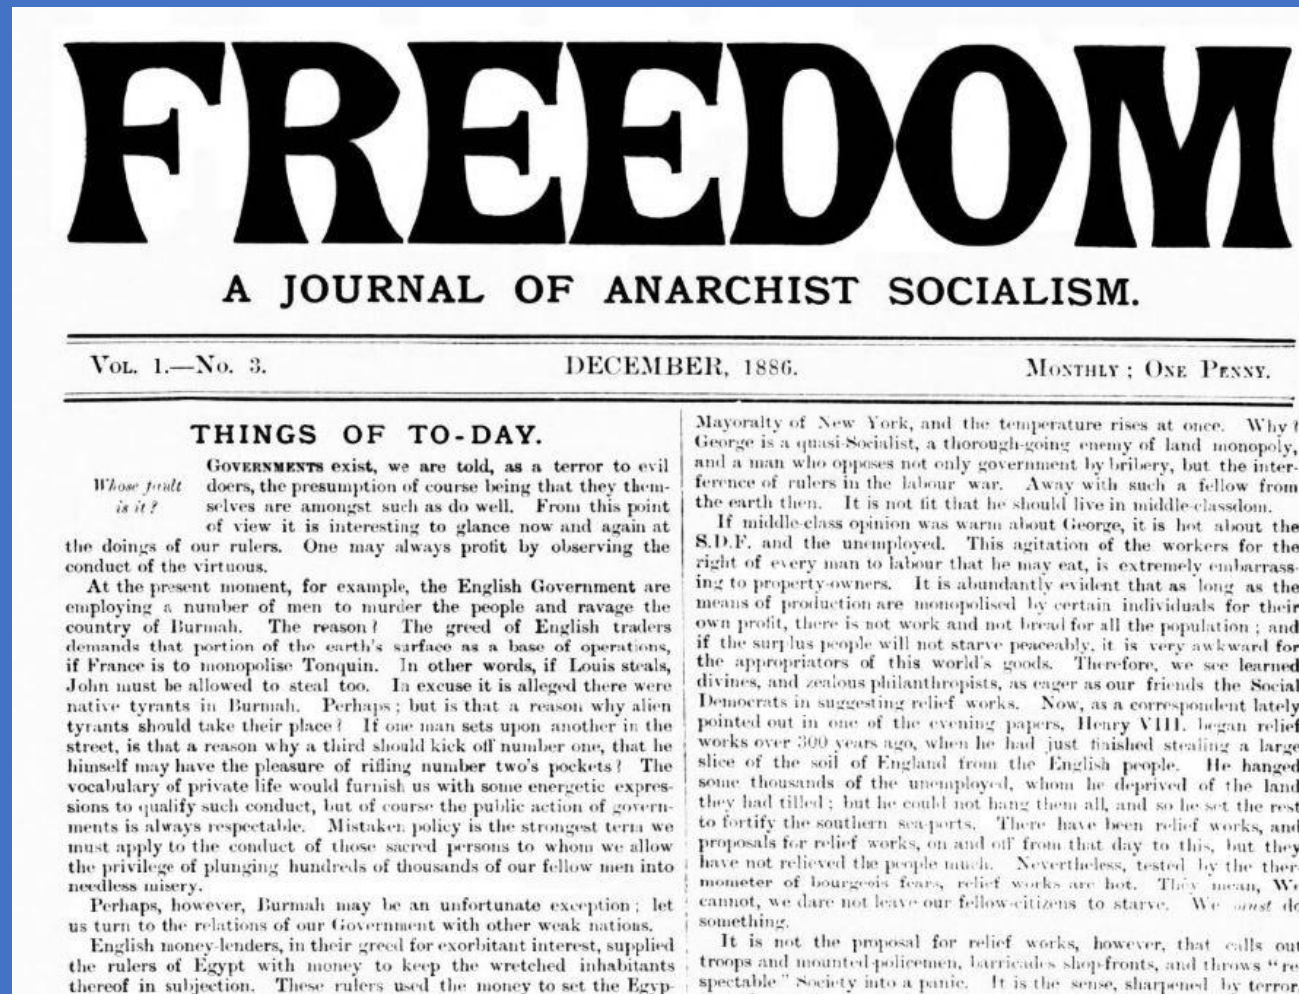 FREEDOM
A JOURNAL OF ANARCHIST SOCIALISM.
VOL. 1.—NO. 3.
DECEMBER, 1886.
MONTHLY; ONE PENNY.
THINGS OF TO-DAY.
Whose fault
is it?
GOVERNMENTS exist, we are told, as a terror to evil
doers, the presumption of course being that they them-
selves are amongst such as do well. From this point
of view it is interesting to glance now and again at
the doings of our rulers. One may always profit by observing the
conduct of the virtuous.
At the present moment, for example, the English Government are
employing a number of men to murder the people and ravage the
country of Burmah. The reason? The greed of English traders
demands that portion of the earth's surface as a base of operations,
if France is to monopolise Tonquin. In other words, if Louis steals,
John must be allowed to steal too. In excuse it is alleged there were
native tyrants in Burmah. Perhaps; but is that a reason why alien
tyrants should take their place? If one man sets upon another in the
street, is that a reason why a third should kick off number one, that he
himself may have the pleasure of rifling number two's pockets? The
vocabulary of private life would furnish us with some energetic expres-
sions to qualify such conduct, but of course the public action of govern-
ments is always respectable. Mistaken policy is the strongest term we
must apply to the conduct of those sacred persons to whom we allow
the privilege of plunging hundreds of thousands of our fellow men into
needless misery.
Perhaps, however, Burmah may be an unfortunate exception; let
us turn to the relations of our Government with other weak nations.
English money-lenders, in their greed for exorbitant interest, supplied
the rulers of Egypt with money to keep the wretched inhabitants
thereof in subjection. These rulers used the money to set the Egyp-
Mayoralty of New York, and the temperature rises at once. Why?
George is a quasi-Socialist, a thorough-going enemy of land monopoly,
and a man who opposes not only government by bribery, but the inter-
ference of rulers in the labour war. Away with such a fellow from
the earth then. It is not fit that he should live in middle-classdom.
If middle-class opinion was warm about George, it is hot about the
S.D.F. and the unemployed. This agitation of the workers for the
right of every man to labour that he may eat, is extremely embarrass-
ing to property-owners. It is abundantly evident that as long as the
means of production are monopolised by certain individuals for their
own profit, there is not work and not bread for all the population; and
if the surplus people will not starve peaceably, it is very awkward for
the appropriators of this world's goods. Therefore, we see learned
divines, and zealous philanthropists, as eager as our friends the Social
Democrats in suggesting relief works. Now, as a correspondent lately
pointed out in one of the evening papers, Henry VIII. began relief
works over 300 years ago, when he had just finished stealing a large
slice of the soil of England from the English people. He hanged
some thousands of the unemployed, whom he deprived of the land
they had tilled; but he could not hang them all, and so he set the rest
to fortify the southern sea-ports. There have been relief works, and
proposals for relief works, on and off from that day to this, but they
have not relieved the people much. Nevertheless, tested by the ther-
mometer of bourgeois fears, relief works are hot. They mean, We
cannot, we dare not leave our fellow-citizens to starve. We must do
something.
It is not the proposal for relief works, however, that calls out
troops and mounted policemen, barricades shop-fronts, and throws "re
spectable" Society into a panic. It is the sense, sharpened by terror,